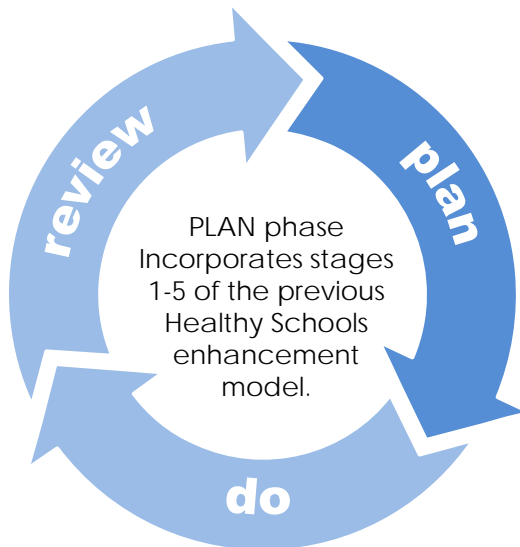 review
plan
PLAN phase
Incorporates stages
1-5 of the previous
Healthy Schools
enhancement
model.
do